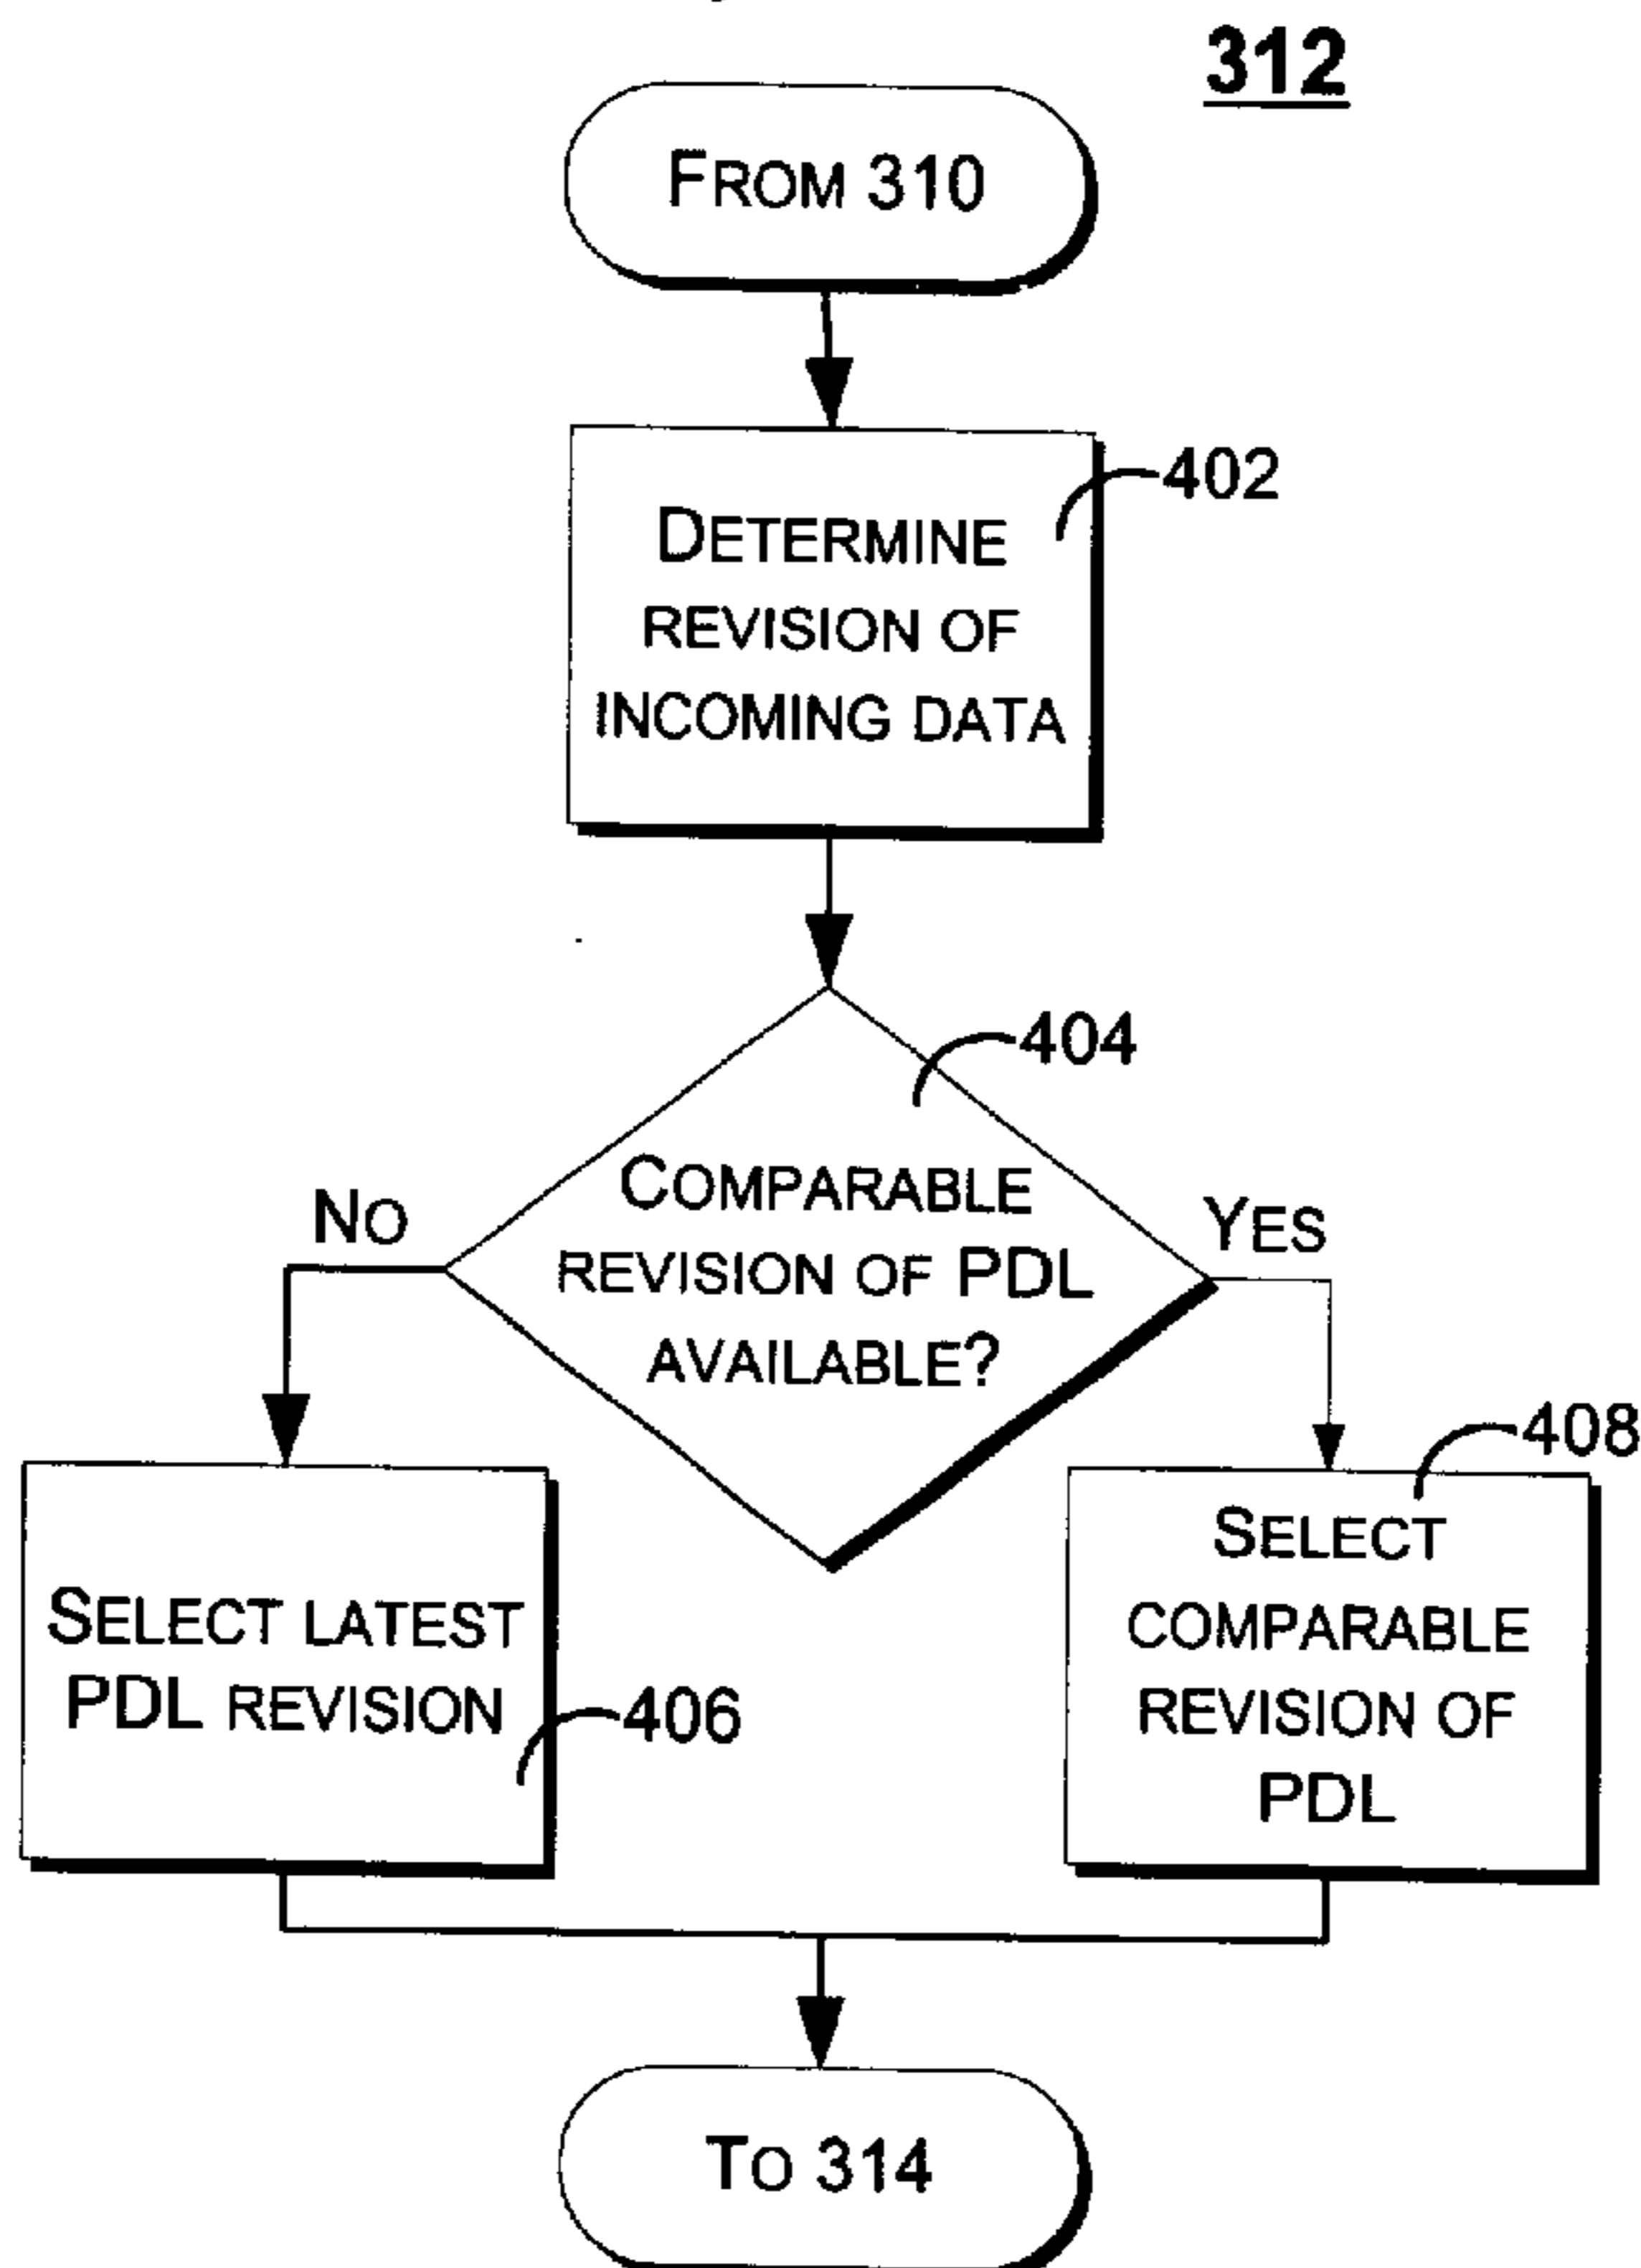 312
FROM 310
402
DETERMINE
REVISION OF
INCOMING DATA
404
COMPARABLE
REVISION OF PDL
AVAILABLE?
NO
YES
408
SELECT LATEST
PDL REVISION
406
SELECT
COMPARABLE
REVISION OF
PDL
TO 314